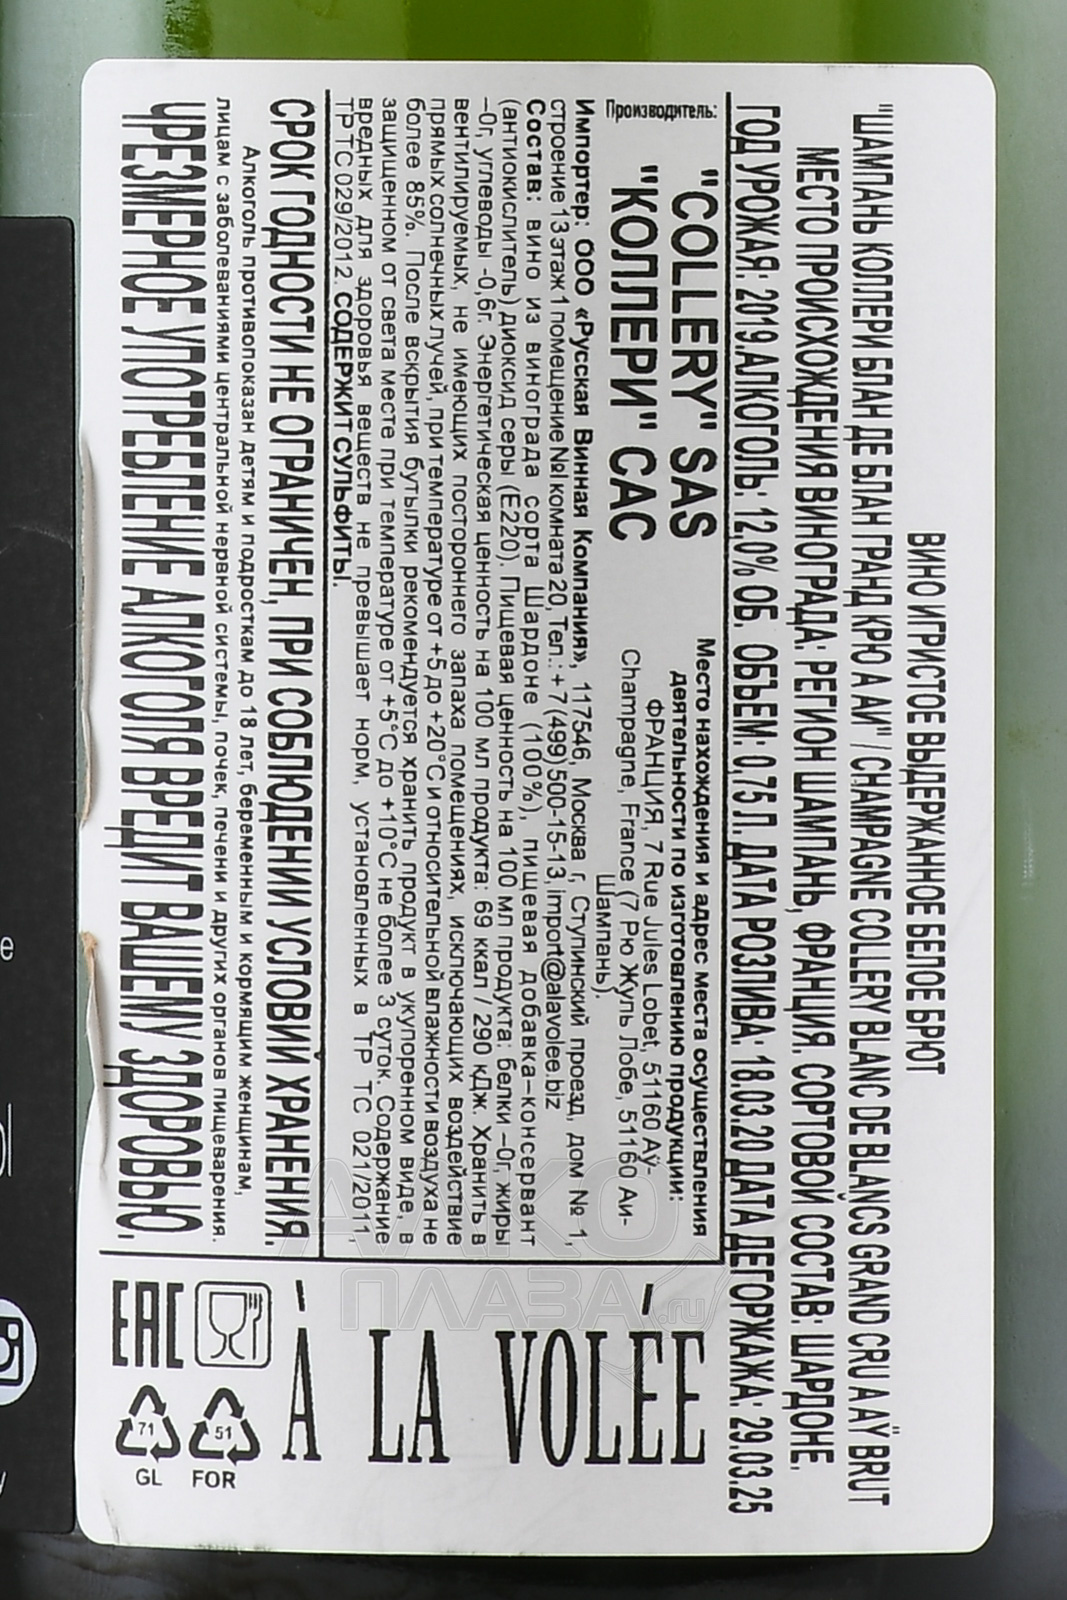 ВИНО ИГРИСТОЕ ВЫДЕРЖАННОЕ БЕЛОЕ БРЮТ
"ШАМПАНЬ КОЛЛЕРИ БЛАН ДЕ БЛАН ГРАНД КРЮ А АИ" / CHAMPAGNE COLLERY BLANC DE BLANCS GRAND CRU A AŸ BRUT
МЕСТО ПРОИСХОЖДЕНИЯ ВИНОГРАДА: РЕГИОН ШАМПАНЬ, ФРАНЦИЯ. СОРТОВОЙ СОСТАВ: ШАРДОНЕ.
ГОД УРОЖАЯ: 2019. АЛКОГОЛЬ: 12,0% ОБ. ОБЪЕМ: 0,75 Л. ДАТА РОЗЛИВА: 18.03.20 ДАТА ДЕГОРЖАЖА: 29.03.25
Производитель:
"COLLERY" SAS
"КОЛЛЕРИ" САС
Место нахождения и адрес места осуществления
деятельности по изготовлению продукции:
ФРАНЦИЯ, 7 Rue Jules Lobet, 51160 AŸ-
Champagne, France (7 Рю Жуль Лобе, 51160 Аи-
Шампань).
Импортер: ООО «Русская Винная Компания», 117546, Москва г, Ступинский проезд, дом № 1,
строение 13 этаж 1 помещение №I комната 20, Тел.: +7(499) 500-15-13, import@alavolee.biz
Состав: вино из винограда сорта Шардоне (100%), пищевая добавка–консервант
(антиокислитель) диоксид серы (Е220). Пищевая ценность на 100 мл продукта: белки –0г, жиры
–0г, углеводы -0,6г. Энергетическая ценность на 100 мл продукта: 69 ккал / 290 кДж. Хранить в
вентилируемых, не имеющих постороннего запаха помещениях, исключающих воздействие
прямых солнечных лучей, при температуре от +5 до +20°С и относительной влажности воздуха не
более 85%. После вскрытия бутылки рекомендуется хранить продукт в укупоренном виде, в
защищенном от света месте при температуре от +5°С до +10°С не более 3 суток. Содержание
вредных для здоровья веществ не превышает норм, установленных в ТР ТС 021/2011,
ТР ТС 029/2012. СОДЕРЖИТ СУЛЬФИТЫ.
СРОК ГОДНОСТИ НЕ ОГРАНИЧЕН, ПРИ СОБЛЮДЕНИИ УСЛОВИЙ ХРАНЕНИЯ.
Алкоголь противопоказан детям и подросткам до 18 лет, беременным и кормящим женщинам,
лицам с заболеваниями центральной нервной системы, почек, печени и других органов пищеварения.
ЧРЕЗМЕРНОЕ УПОТРЕБЛЕНИЕ АЛКОГОЛЯ ВРЕДИТ ВАШЕМУ ЗДОРОВЬЮ.
À LA VOLÉE
EAC
51
FOR
71
GL
АЛКО
ПЛАЗА.ru